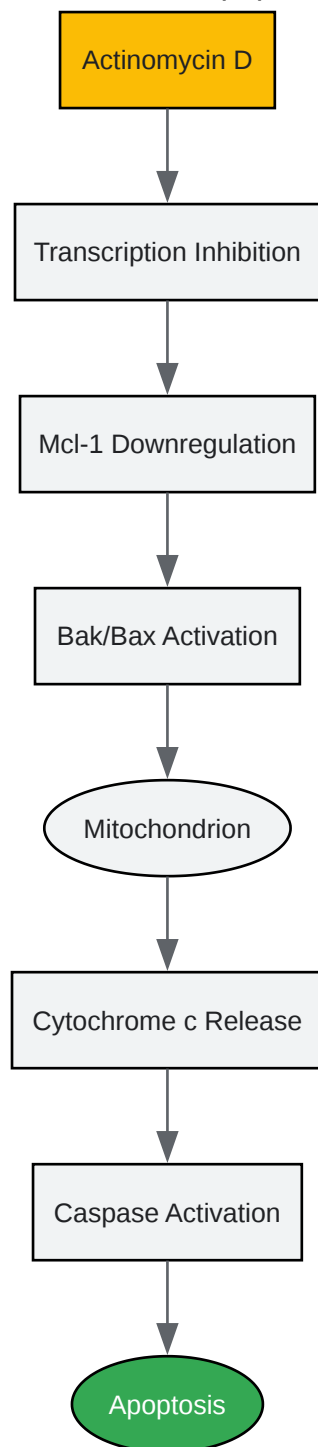 Actinomycin D
Transcription Inhibition
Mcl-1 Downregulation
Bak/Bax Activation
Mitochondrion
Cytochrome c Release
Caspase Activation
Apoptosis